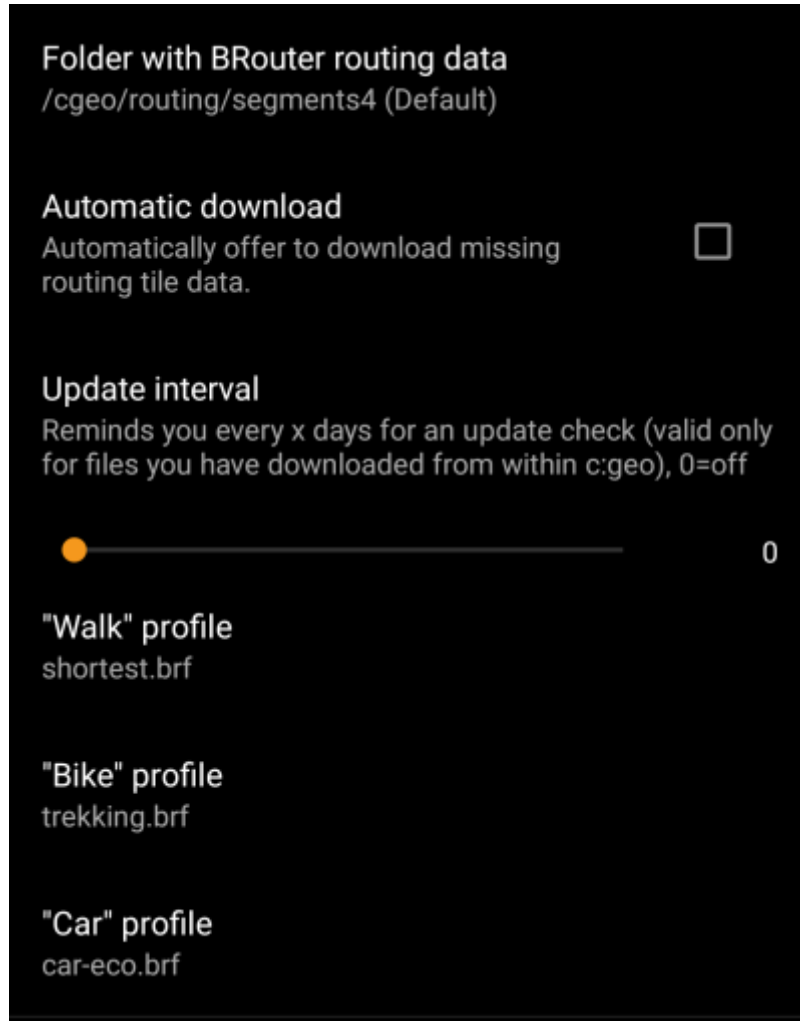 Folder with BRouter routing data
/cgeo/routing/segments4 (Default)
Automatic download
Automatically offer to download missing
routing tile data.
Update interval
Reminds you every x days for an update check (valid only
for files you have downloaded from within c:geo), 0=off
0
"Walk" profile
shortest.brf
"Bike" profile
trekking.brf
"Car" profile
car-eco.brf